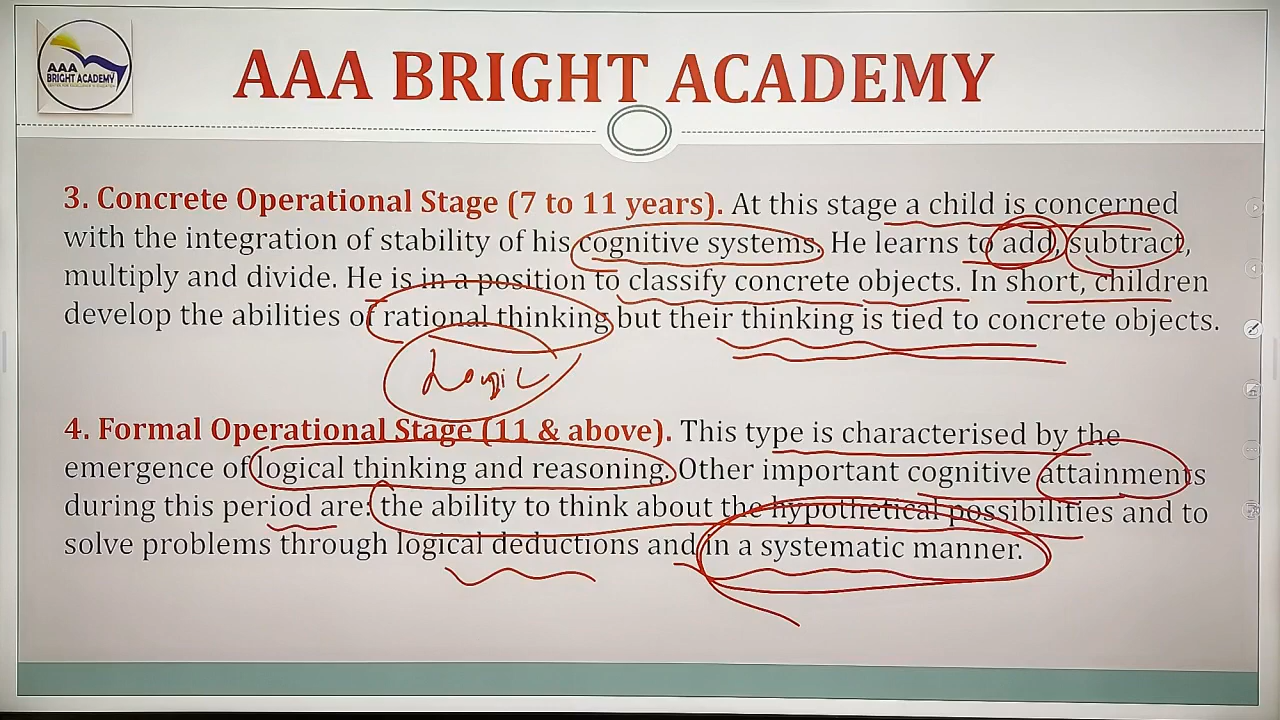 AAA
BRIGHT ACADEMY
AAA BRIGHT ACADEMY
3. Concrete Operational Stage (7 to 11 years). At this stage a child is concerned
with the integration of stability of his cognitive systems. He learns to add, subtract,
multiply and divide. He is in a position to classify concrete objects. In short, children
develop the abilities of rational thinking but their thinking is tied to concrete objects.
Logic
4. Formal Operational Stage (11 & above). This type is characterised by the
emergence of logical thinking and reasoning. Other important cognitive attainments
during this period are: the ability to think about the hypothetical possibilities and to
solve problems through logical deductions and in a systematic manner.